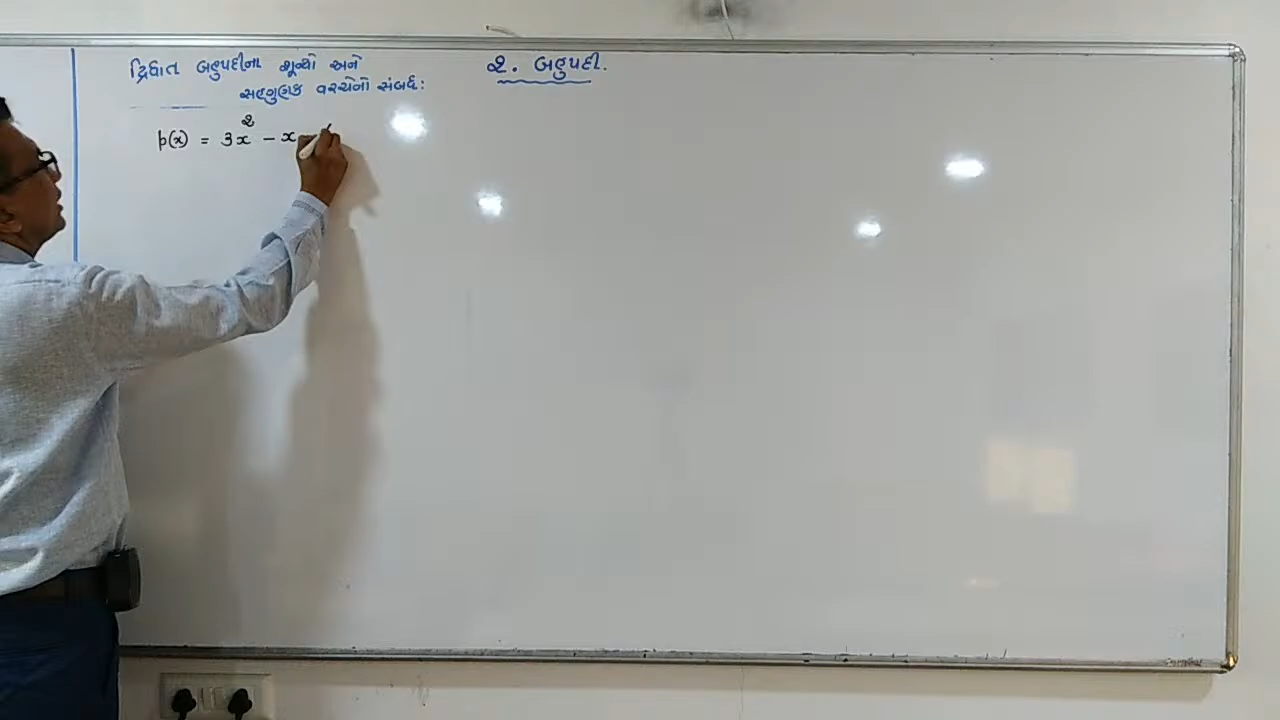 દ્વિઘાત બહુપદીના શૂન્યો અને
સહગુણક વચ્ચેનો સંબંધ:
૨. બહુપદી.
p(x) = 3x² - x -